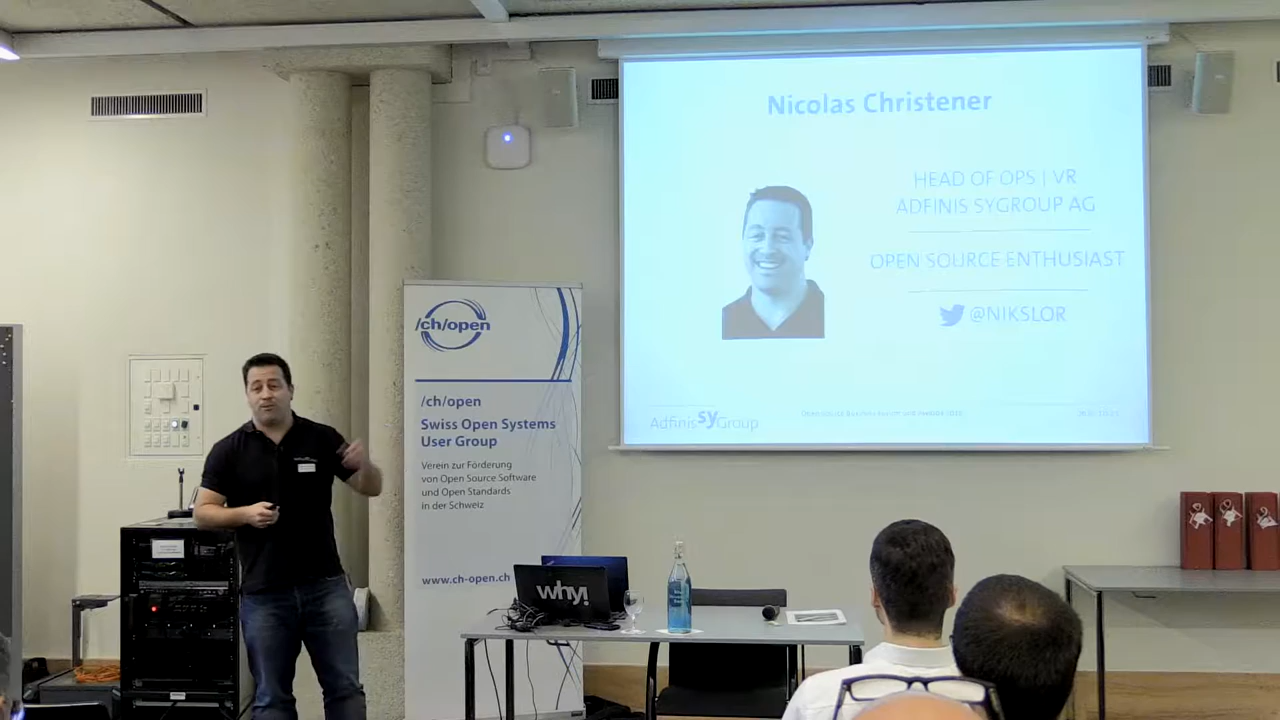 Nicolas Christener
HEAD OF OPS | VR
ADFINIS SYGROUP AG
OPEN SOURCE ENTHUSIAST
@NIKSLOR
AdfinissyGroup
/ch/open
/ch/open
Swiss Open Systems
User Group
Verein zur Förderung
von Open Source Software
und Open Standards
in der Schweiz
www.ch-open.ch
why!